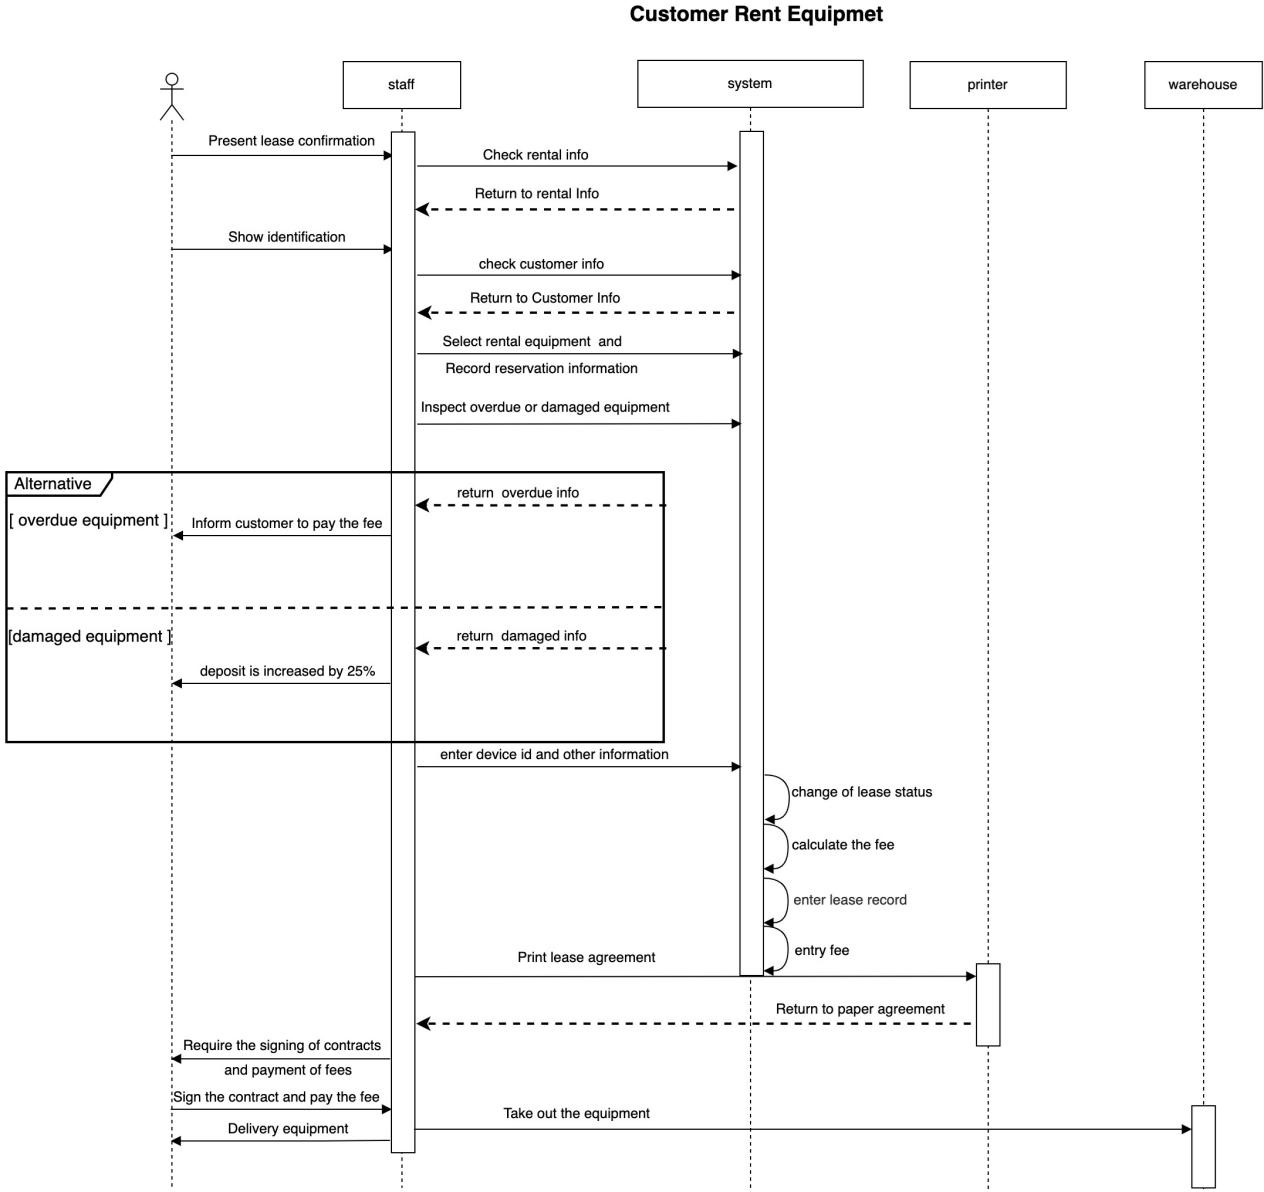 Customer Rent Equipmet
staff
system
printer
warehouse
Present lease confirmation
Check rental info
Return to rental Info
Show identification
check customer info
Return to Customer Info
Select rental equipment and
Record reservation information
Inspect overdue or damaged equipment
Alternative
return overdue info
[ overdue equipment ]
Inform customer to pay the fee
[damaged equipment ]
return damaged info
deposit is increased by 25%
enter device id and other information
change of lease status
calculate the fee
enter lease record
entry fee
Print lease agreement
Return to paper agreement
Require the signing of contracts
and payment of fees
Sign the contract and pay the fee
Take out the equipment
Delivery equipment